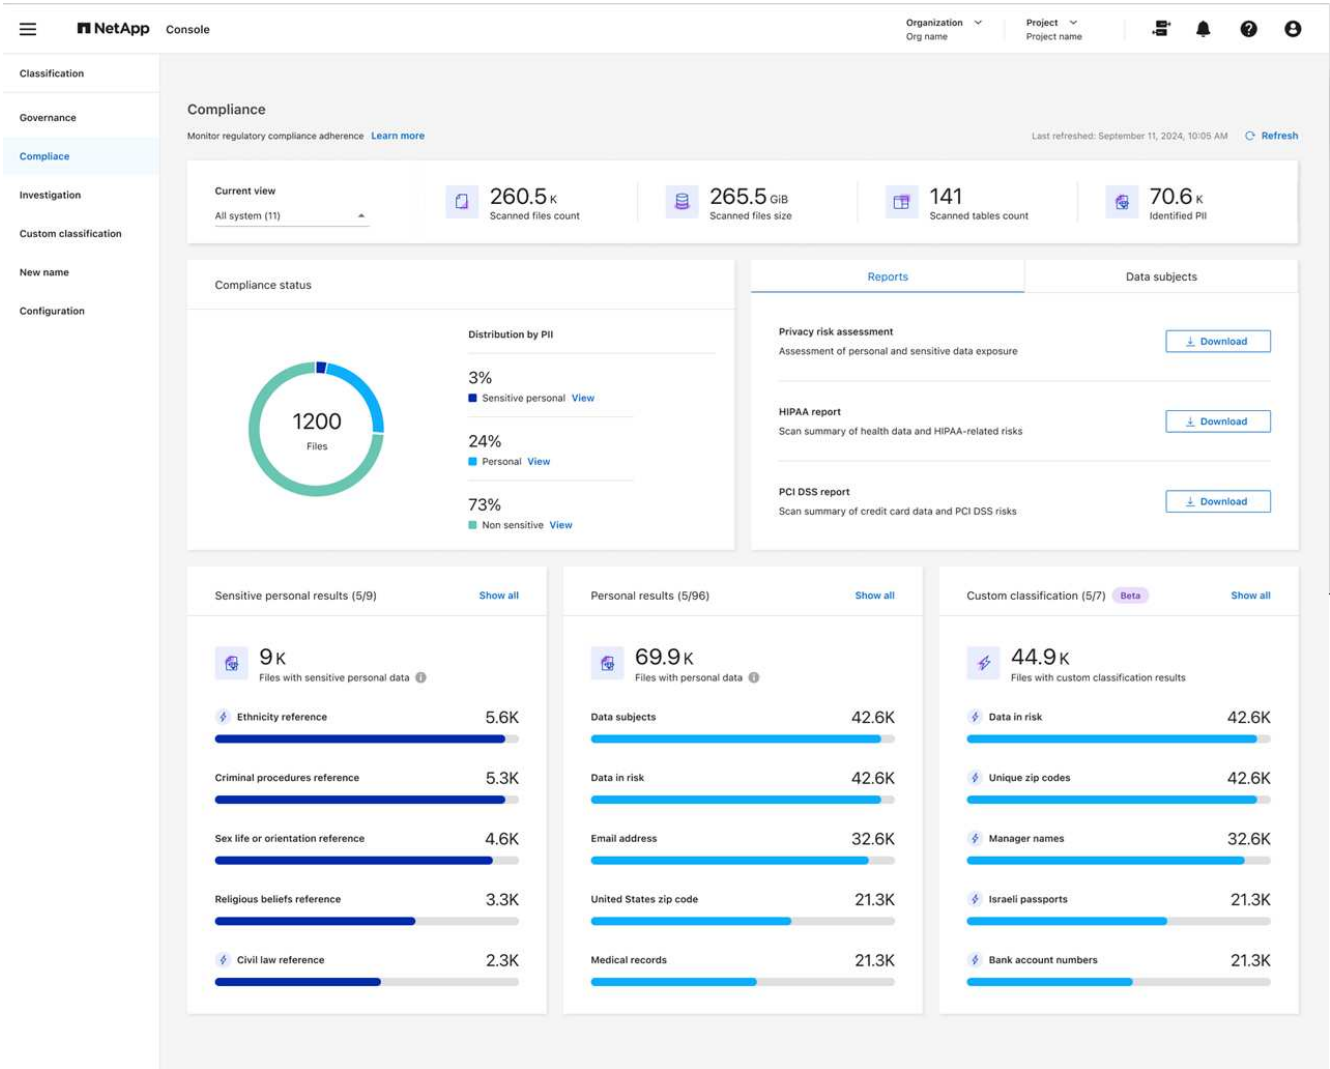 NetApp Console
Organization
Org name
Project
Project name
Classification
Governance
Compliace
Investigation
Custom classification
New name
Configuration
Compliance
Monitor regulatory compliance adherence Learn more
Last refreshed: September 11, 2024, 10:05 AM Refresh
Current view
All system (11)
260.5 K
Scanned files count
265.5 GiB
Scanned files size
141
Scanned tables count
70.6 K
Identified PII
Compliance status
1200
Files
Distribution by PII
3%
Sensitive personal View
24%
Personal View
73%
Non sensitive View
Reports
Data subjects
Privacy risk assessment
Assessment of personal and sensitive data exposure
Download
HIPAA report
Scan summary of health data and HIPAA-related risks
Download
PCI DSS report
Scan summary of credit card data and PCI DSS risks
Download
Sensitive personal results (5/9) Show all
9 K
Files with sensitive personal data
Ethnicity reference 5.6K
Criminal procedures reference 5.3K
Sex life or orientation reference 4.6K
Religious beliefs reference 3.3K
Civil law reference 2.3K
Personal results (5/96) Show all
69.9 K
Files with personal data
Data subjects 42.6K
Data in risk 42.6K
Email address 32.6K
United States zip code 21.3K
Medical records 21.3K
Custom classification (5/7) Beta Show all
44.9 K
Files with custom classification results
Data in risk 42.6K
Unique zip codes 42.6K
Manager names 32.6K
Israeli passports 21.3K
Bank account numbers 21.3K